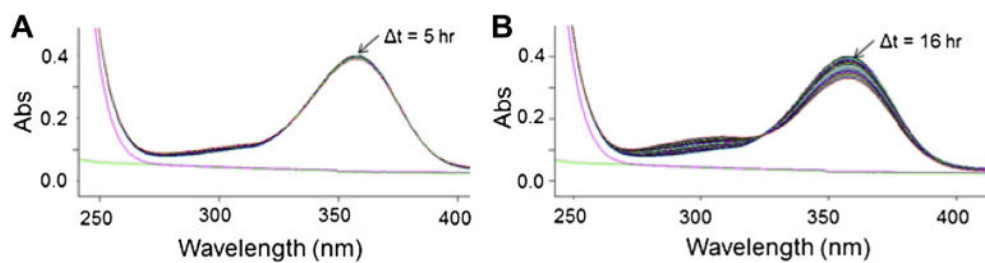 A
Δt = 5 hr
0.4
0.2
0.0
Abs
250 300 350 400
Wavelength (nm)
B
Δt = 16 hr
0.4
0.2
0.0
Abs
250 300 350 400
Wavelength (nm)